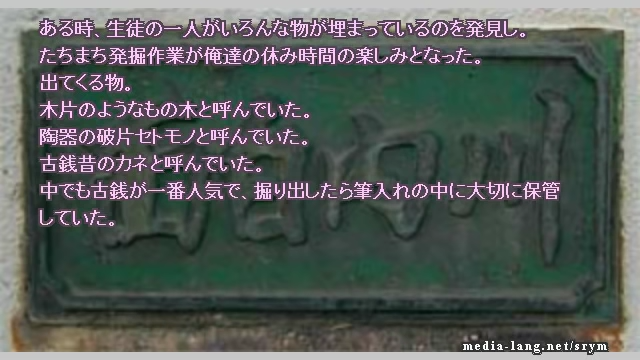 ある時、生徒の一人がいろんな物が埋まっているのを発見し。
たちまち発掘作業が俺達の休み時間の楽しみとなった。
出てくる物。
木片のようなもの木と呼んでいた。
陶器の破片セトモノと呼んでいた。
古銭昔のカネと呼んでいた。
中でも古銭が一番人気で、掘り出したら筆入れの中に大切に保管
していた。
media-lang.net/srym